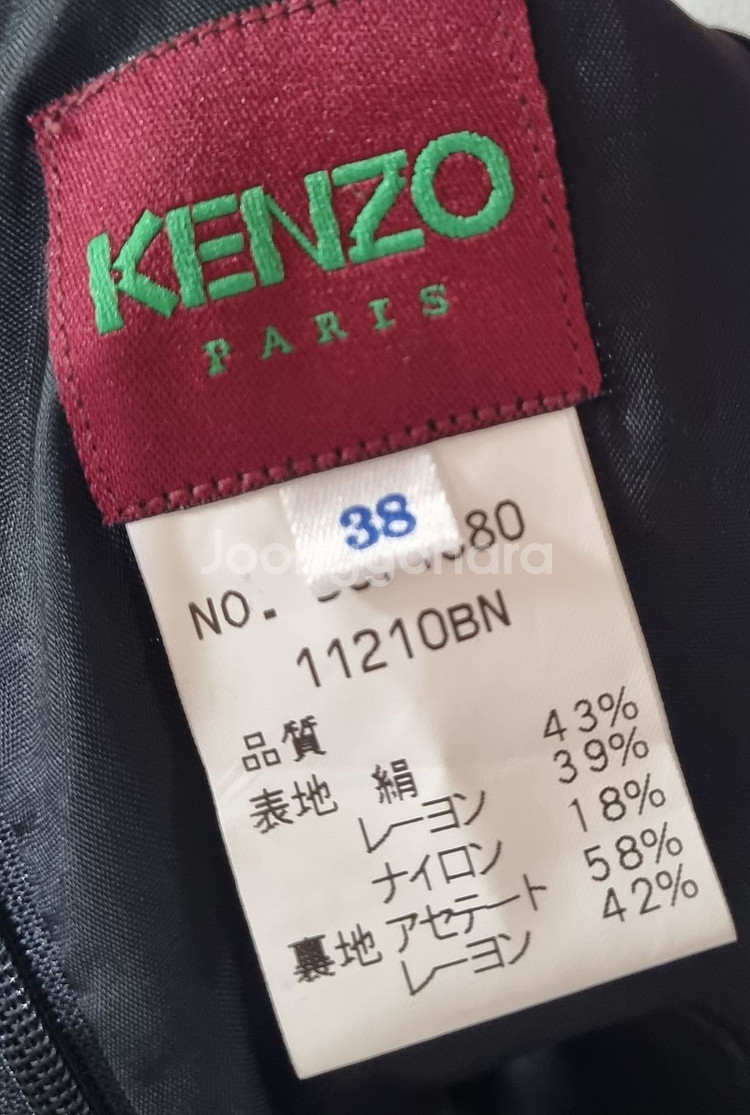 KENZO
PARIS
38
Joonggonara
NO.
11210BN
品質
表地 絹 43%
レーヨン 39%
ナイロン 18%
裏地 アセテート 58%
レーヨン 42%